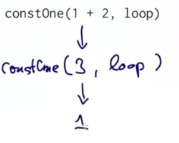 constOne(1 + 2, loop)
constOne(3, loop)
1